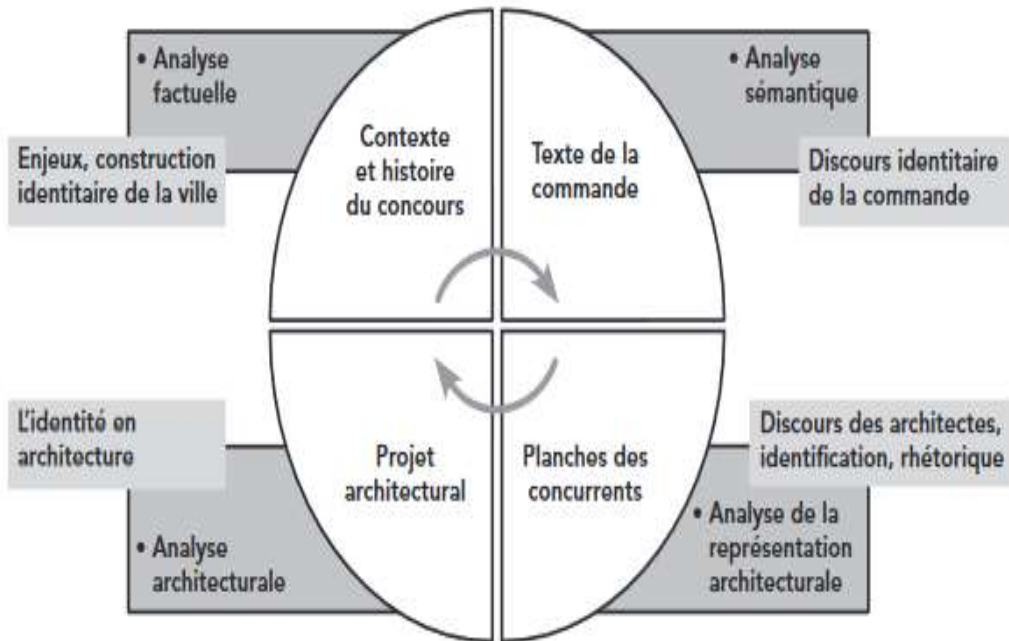 • Analyse
factuelle
Enjeux, construction
identitaire de la ville
Contexte
et histoire
du concours
Texte de la
commande
• Analyse
sémantique
Discours identitaire
de la commande
L'identité en
architecture
• Analyse
architecturale
Projet
architectural
Planches des
concurrents
Discours des architectes,
identification, rhétorique
• Analyse de la
représentation
architecturale